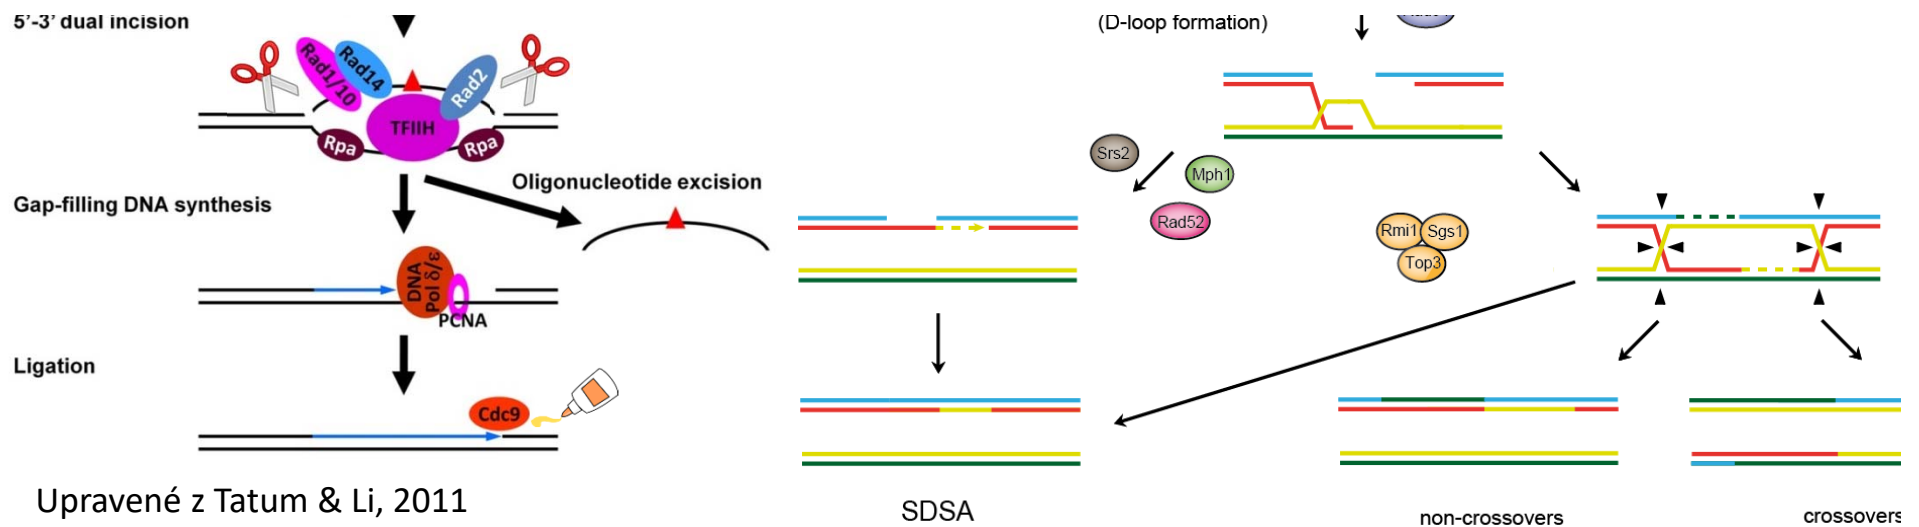 5'-3' dual incision
Rad1/10
Rad14
Rad2
TFIIH
Rpa
Rpa
Oligonucleotide excision
Gap-filling DNA synthesis
DNA
Pol δ/ε
PCNA
Ligation
Cdc9
Upravené z Tatum & Li, 2011
(D-loop formation)
Srs2
Mph1
Rad52
Rmi1
Sgs1
Top3
SDSA
non-crossovers
crossovers